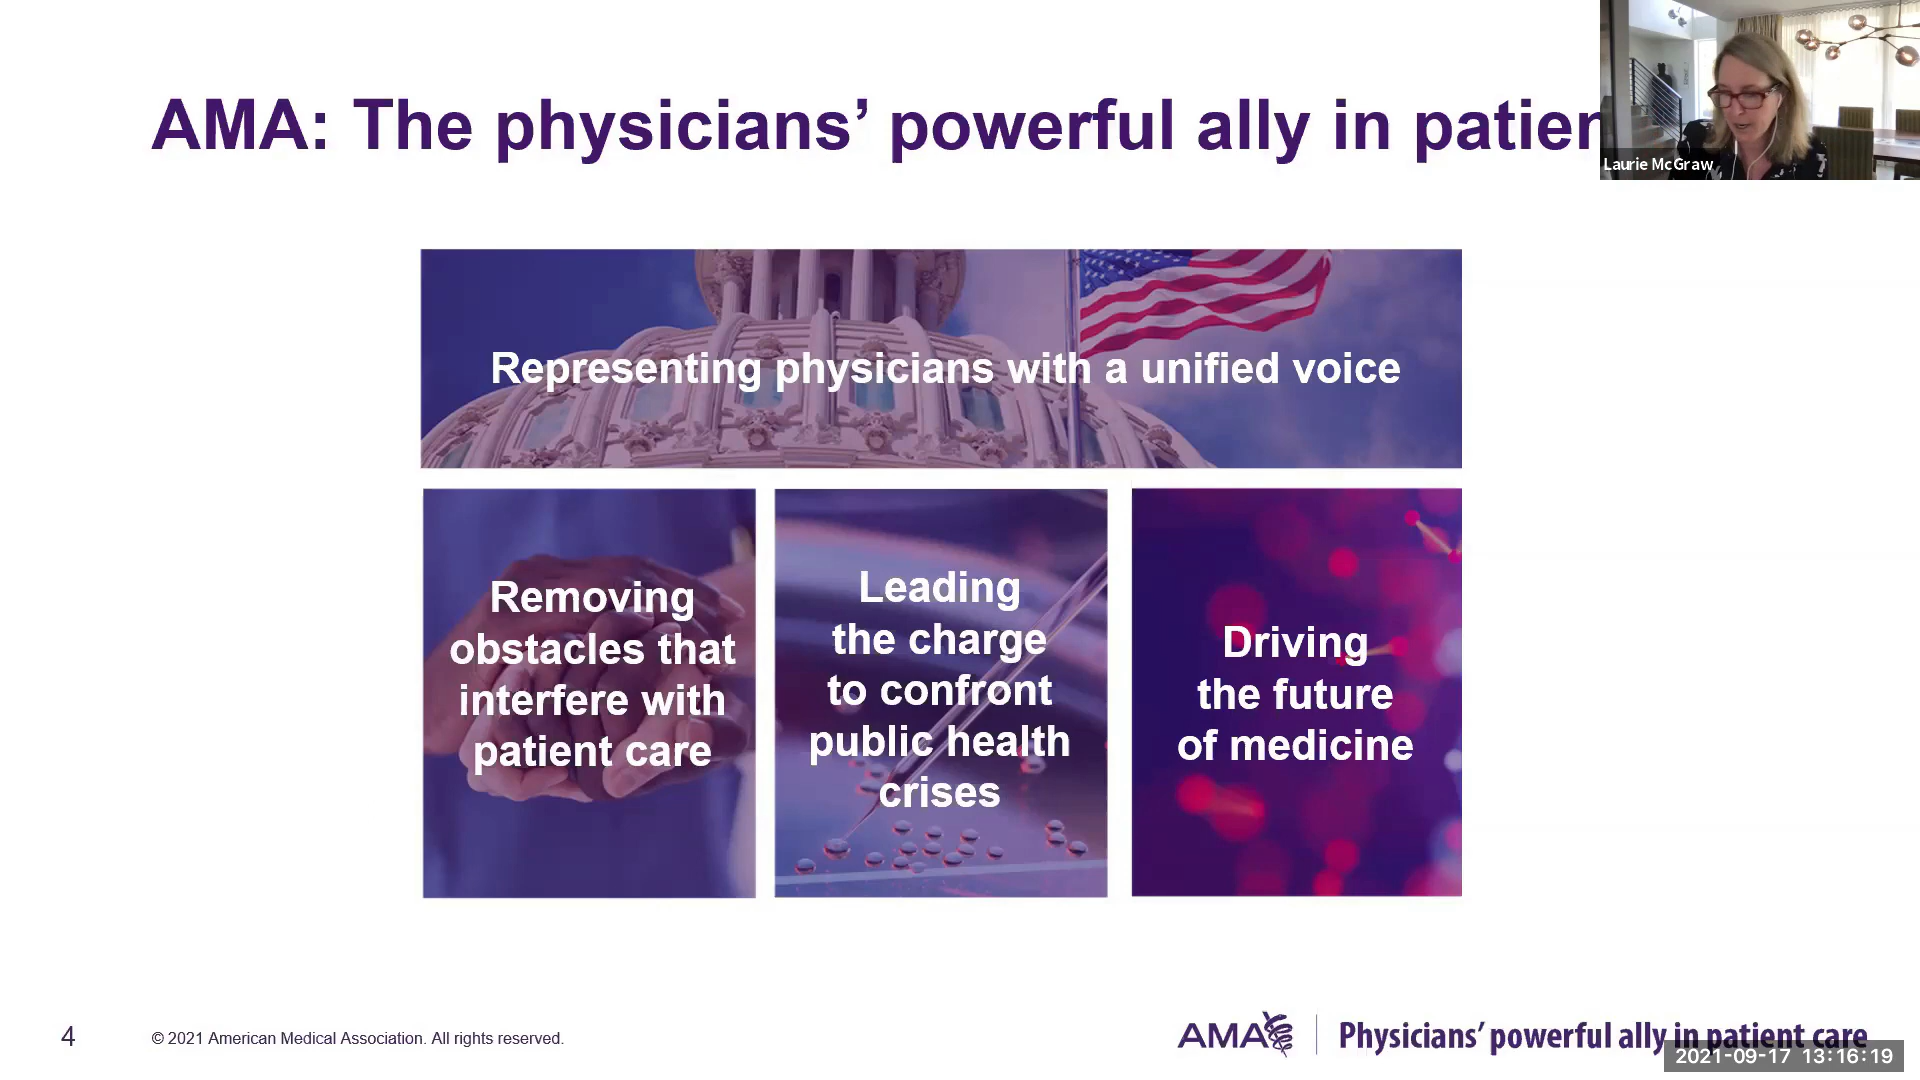 AMA: The physicians’ powerful ally in patien
Laurie McGraw
Representing physicians with a unified voice
Removing
obstacles that
interfere with
patient care
Leading
the charge
to confront
public health
crises
Driving
the future
of medicine
4
© 2021 American Medical Association. All rights reserved.
AMA
Physicians’ powerful ally in patient care
2021-09-17 13:16:19